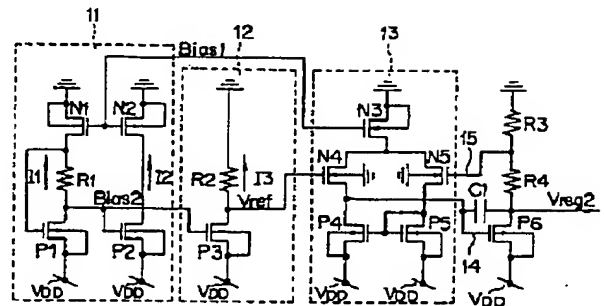 11
12
13
Bias1
N1
N2
N3
R3
N4
N5
15
I1
R1
I2
R2
I3
R4
C1
Bias2
Vref
Vreg2
P1
P2
P3
P4
P5
P6
14
VDD
VDD
VDD
VDD
VDD
VDD